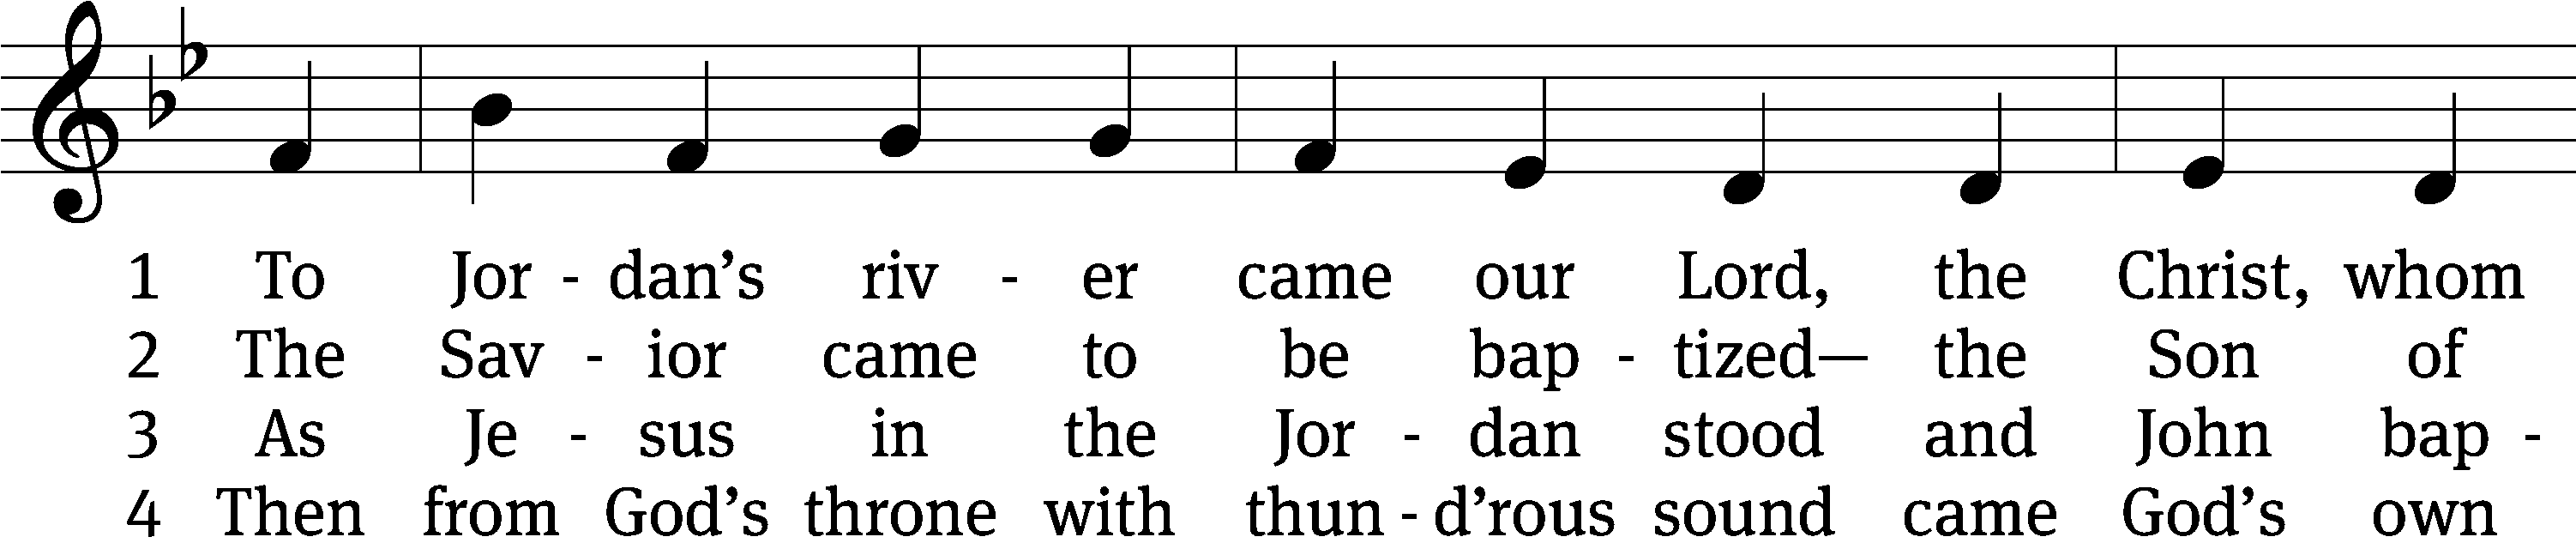 1 To Jor - dan’s riv - er came our Lord, the Christ, whom
2 The Sav - ior came to be bap - tized— the Son of
3 As Je - sus in the Jor - dan stood and John bap -
4 Then from God’s throne with thun - d’rous sound came God’s own